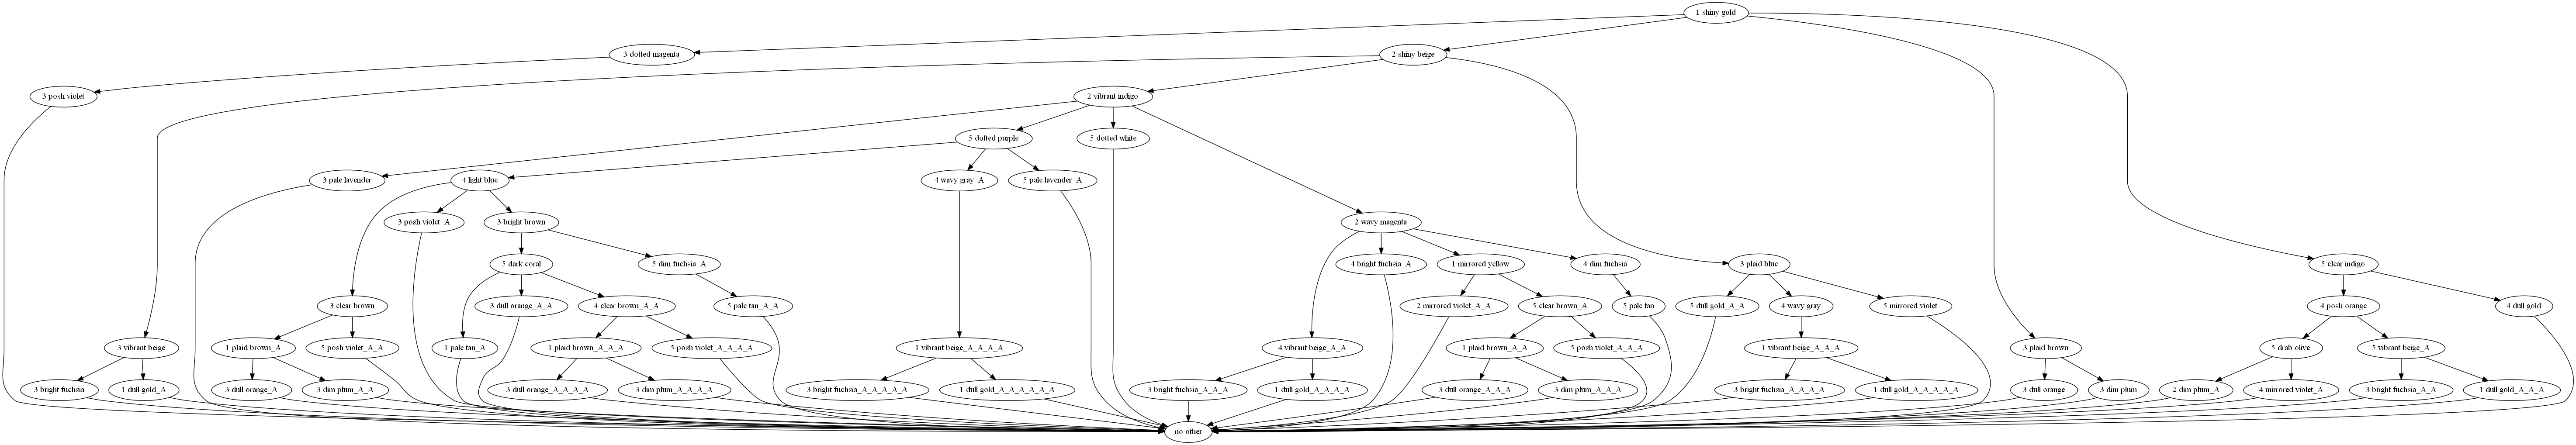 1 shiny gold
3 dotted magenta
2 shiny beige
3 posh violet
2 vibrant indigo
5 dotted purple
5 dotted white
3 pale lavender
4 light blue
4 wavy gray_A
5 pale lavender_A
3 posh violet_A
3 bright brown
2 wavy magenta
5 dark coral
5 dim fuchsia_A
4 bright fuchsia_A
1 mirrored yellow
4 dim fuchsia
3 plaid blue
5 clear indigo
3 clear brown
3 dull orange_A_A
4 clear brown_A_A
5 pale tan_A_A
2 mirrored violet_A_A
5 clear brown_A
5 pale tan
5 dull gold_A_A
4 wavy gray
5 mirrored violet
4 posh orange
4 dull gold
3 vibrant beige
1 plaid brown_A
5 posh violet_A_A
1 pale tan_A
1 plaid brown_A_A_A
5 posh violet_A_A_A_A
1 vibrant beige_A_A_A_A
4 vibrant beige_A_A
1 plaid brown_A_A
5 posh violet_A_A_A
1 vibrant beige_A_A_A
3 plaid brown
5 drab olive
5 vibrant beige_A
3 bright fuchsia
1 dull gold_A
3 dull orange_A
3 dim plum_A_A
3 dull orange_A_A_A_A
3 dim plum_A_A_A_A
3 bright fuchsia_A_A_A_A_A
1 dull gold_A_A_A_A_A_A
3 bright fuchsia_A_A_A
1 dull gold_A_A_A_A
3 dull orange_A_A_A
3 dim plum_A_A_A
3 bright fuchsia_A_A_A_A
1 dull gold_A_A_A_A_A
3 dull orange
3 dim plum
2 dim plum_A
4 mirrored violet_A
3 bright fuchsia_A_A
1 dull gold_A_A_A
no other